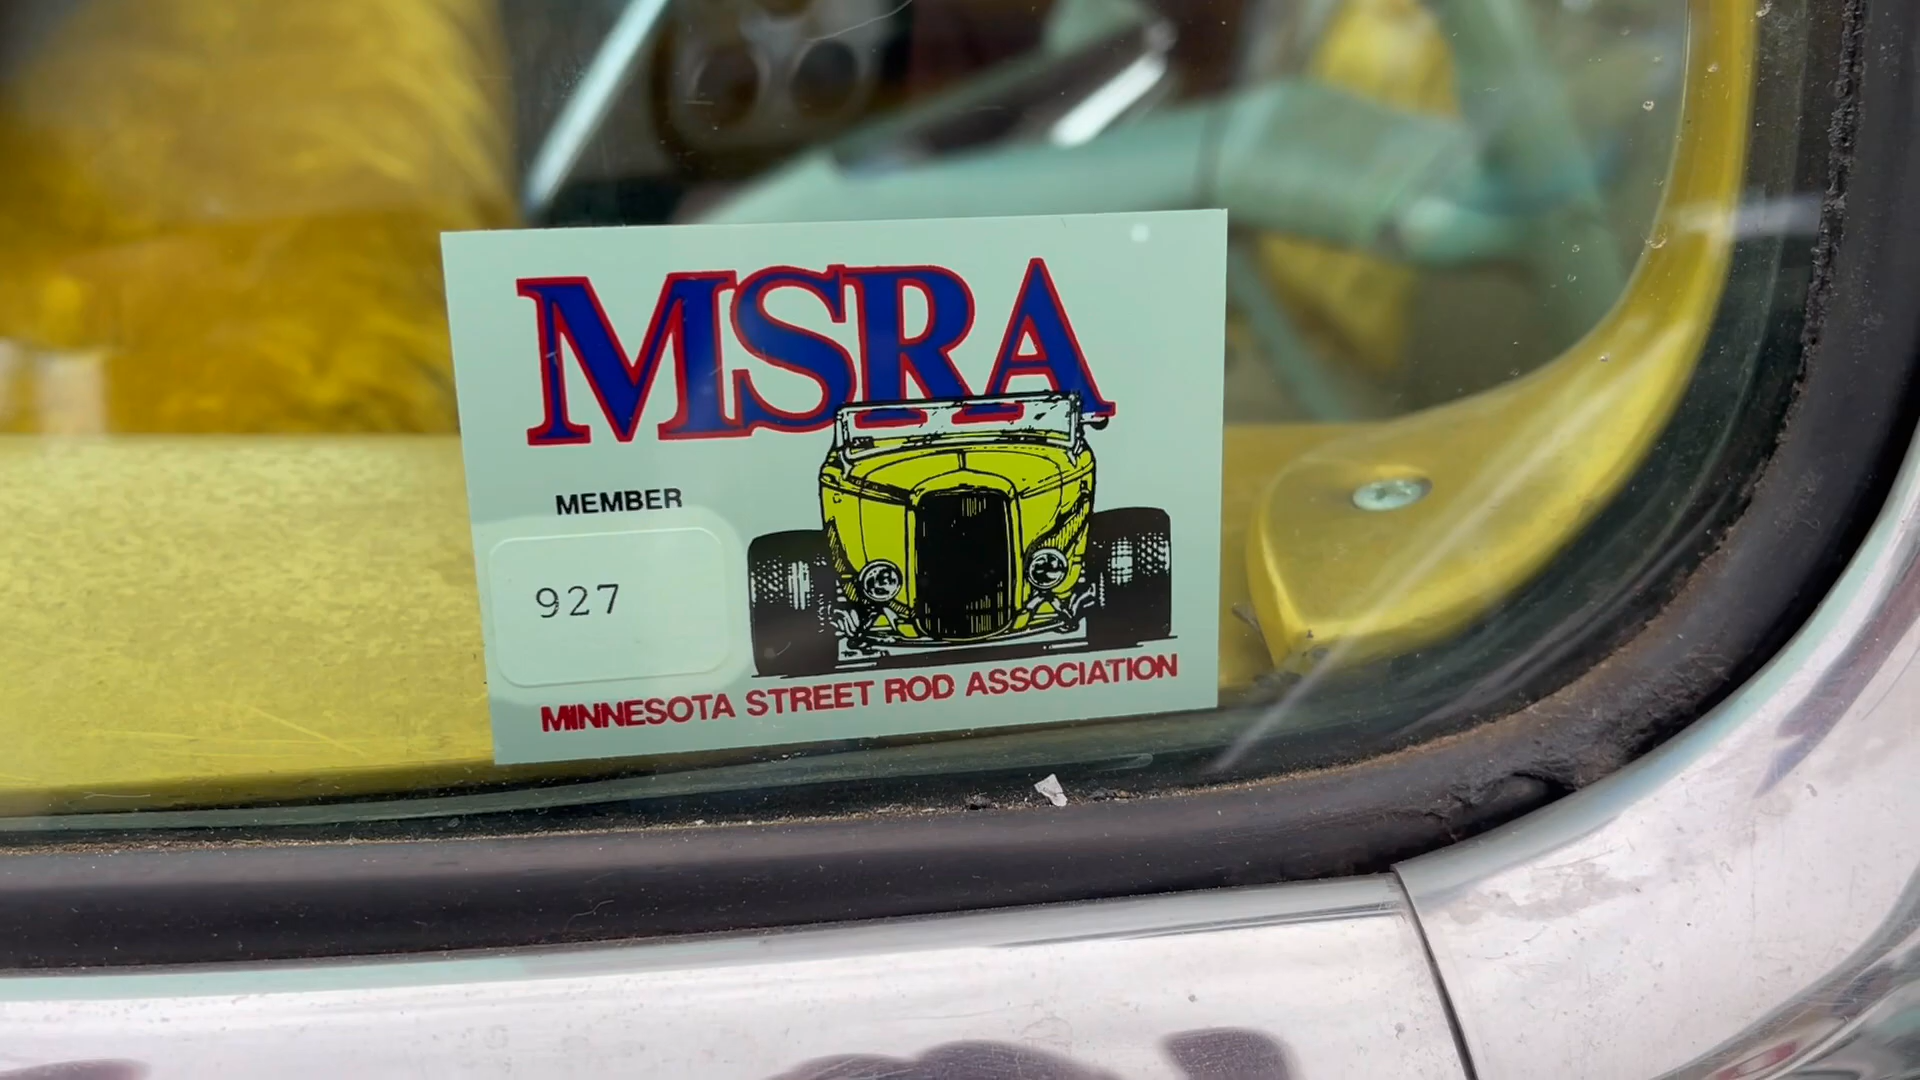 MSRA
MEMBER
927
MINNESOTA STREET ROD ASSOCIATION